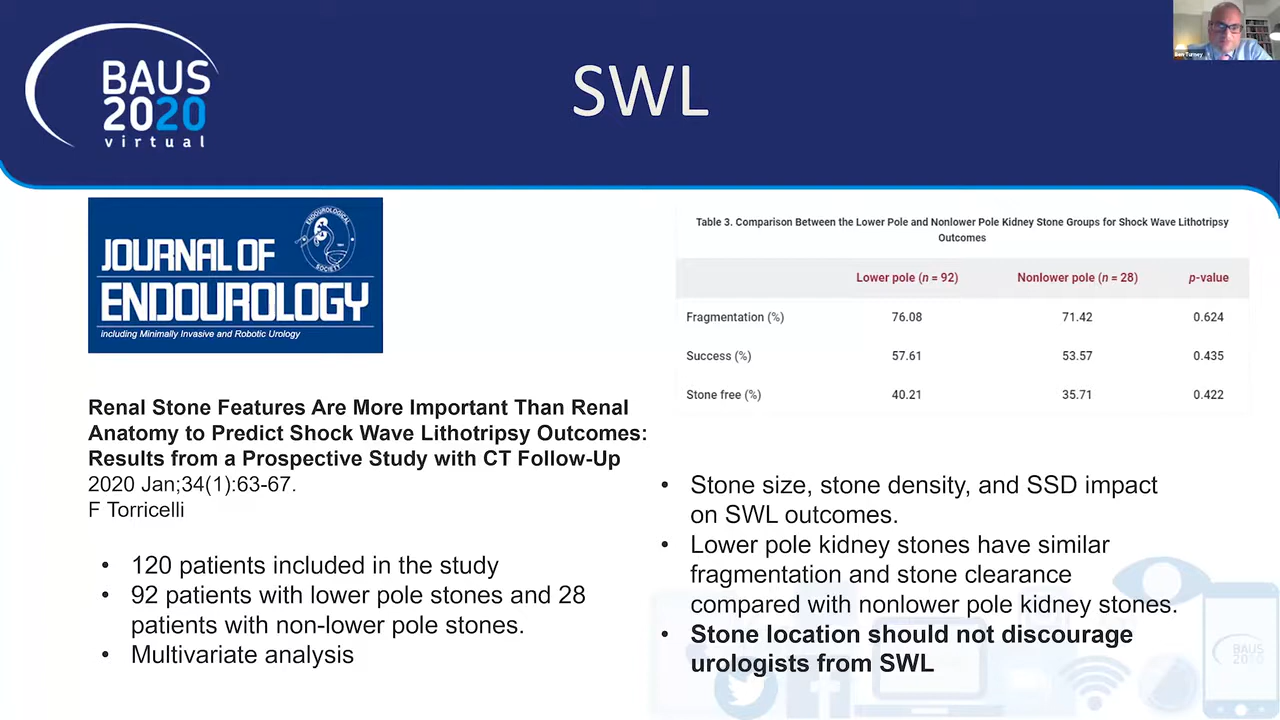 BAUS
2020
virtual
SWL
Ben Turney
JOURNAL OF
ENDOUROLOGY
including Minimally Invasive and Robotic Urology
ENDOUROLOGICAL
SOCIETY
Table 3. Comparison Between the Lower Pole and Nonlower Pole Kidney Stone Groups for Shock Wave Lithotripsy
Outcomes
Lower pole (n = 92) Nonlower pole (n = 28) p-value
Fragmentation (%) 76.08 71.42 0.624
Success (%) 57.61 53.57 0.435
Stone free (%) 40.21 35.71 0.422
Renal Stone Features Are More Important Than Renal
Anatomy to Predict Shock Wave Lithotripsy Outcomes:
Results from a Prospective Study with CT Follow-Up
2020 Jan;34(1):63-67.
F Torricelli
• 120 patients included in the study
• 92 patients with lower pole stones and 28
patients with non-lower pole stones.
• Multivariate analysis
• Stone size, stone density, and SSD impact
on SWL outcomes.
• Lower pole kidney stones have similar
fragmentation and stone clearance
compared with nonlower pole kidney stones.
• Stone location should not discourage
urologists from SWL
BAUS
2020